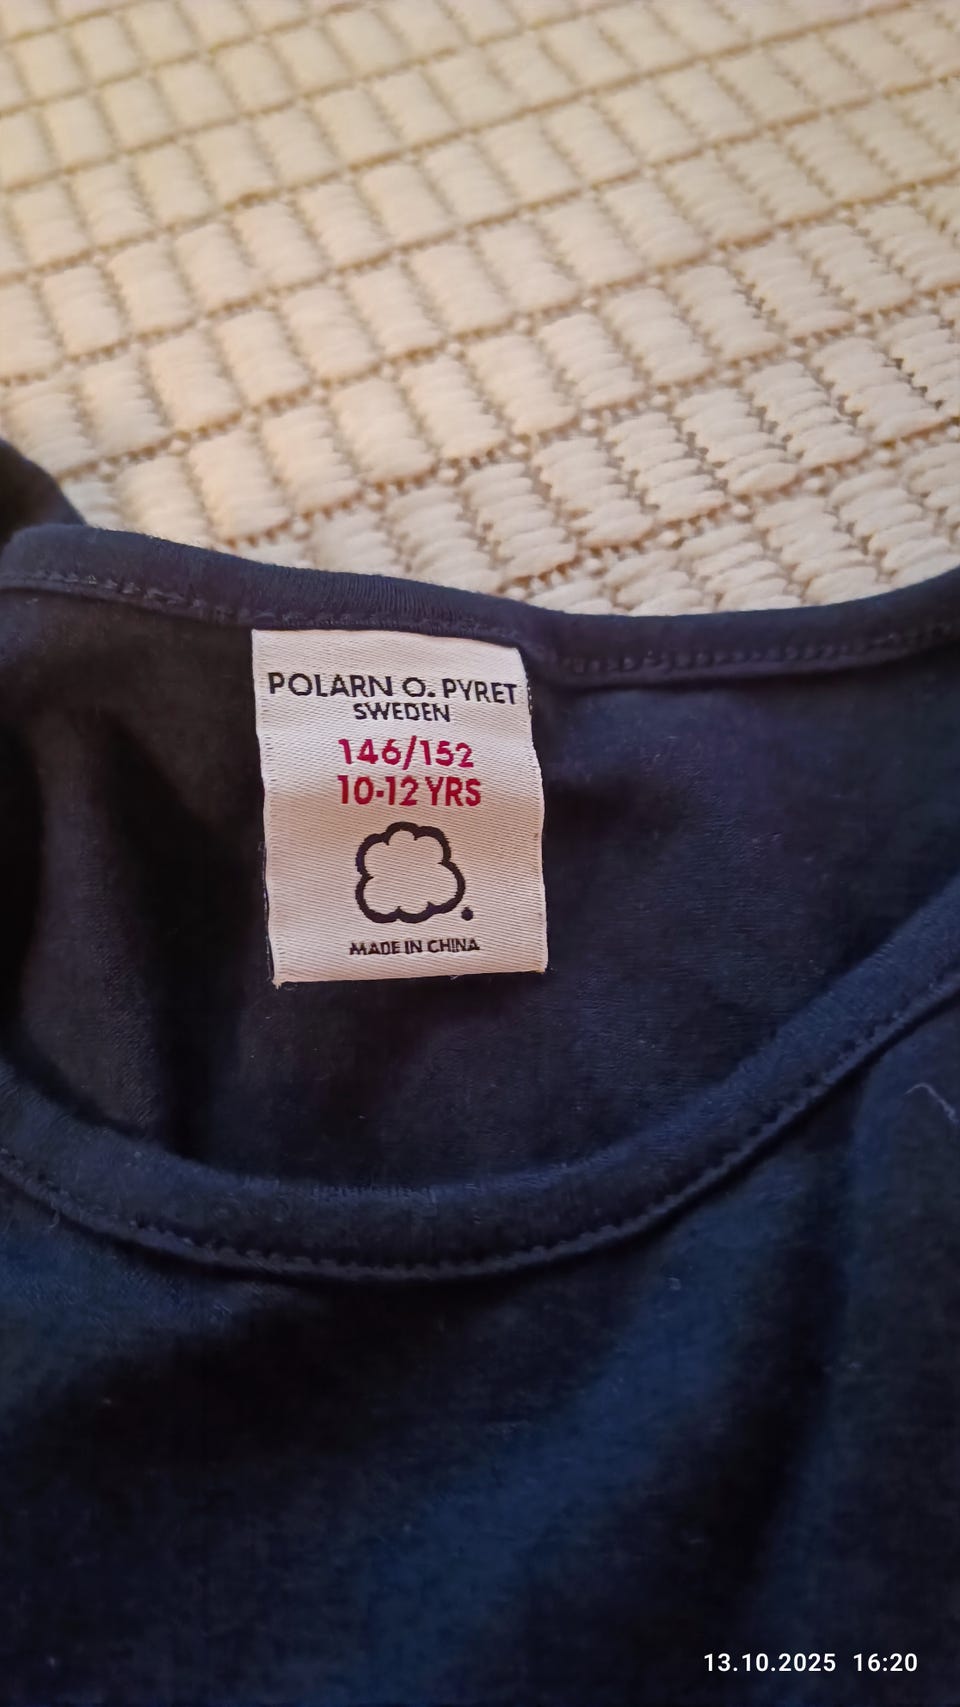 POLARN O. PYRET
SWEDEN
146/152
10-12 YRS
MADE IN CHINA
13.10.2025 16:20